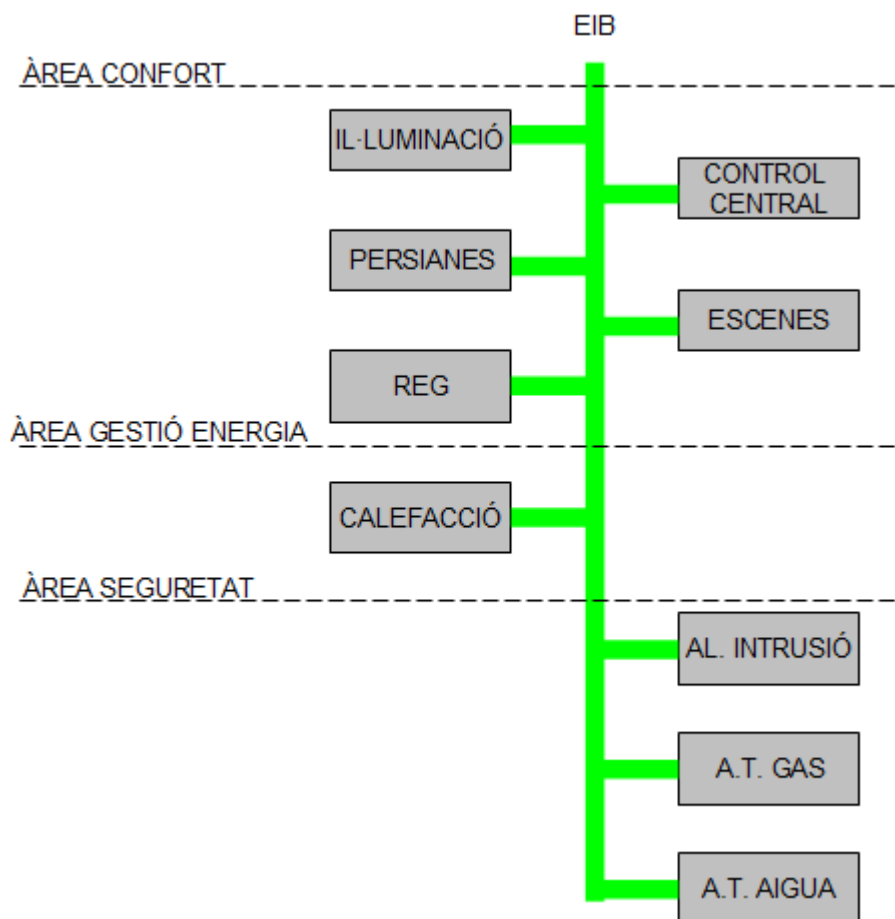 EIB
ÀREA CONFORT
IL·LUMINACIÓ
CONTROL
CENTRAL
PERSIANES
ESCENES
REG
ÀREA GESTIÓ ENERGIA
CALEFACCIÓ
ÀREA SEGURETAT
AL. INTRUSIÓ
A.T. GAS
A.T. AIGUA